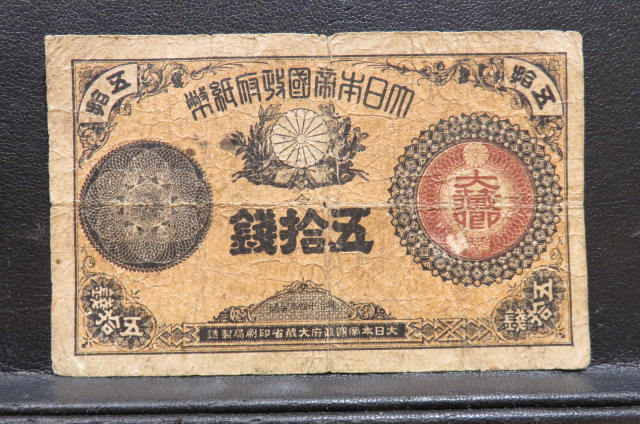 五拾
五拾
大日本帝國政府紙幣
大藏卿
五拾錢
五拾錢
五拾錢
大日本帝國政府大藏省印刷局製造